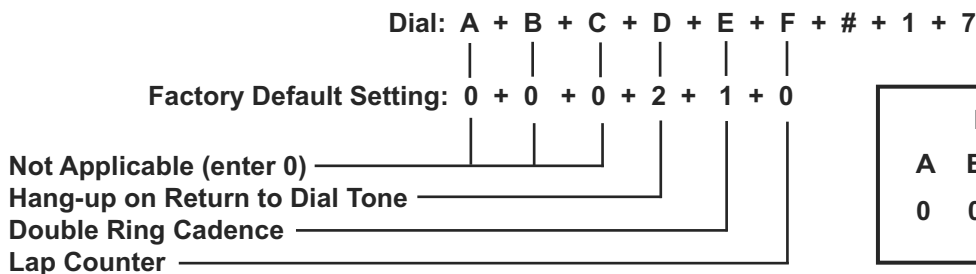 Dial: A + B + C + D + E + F + # + 1 + 7
Factory Default Setting: 0 + 0 + 0 + 2 + 1 + 0
Not Applicable (enter 0)
Hang-up on Return to Dial Tone
Double Ring Cadence
Lap Counter
A
0